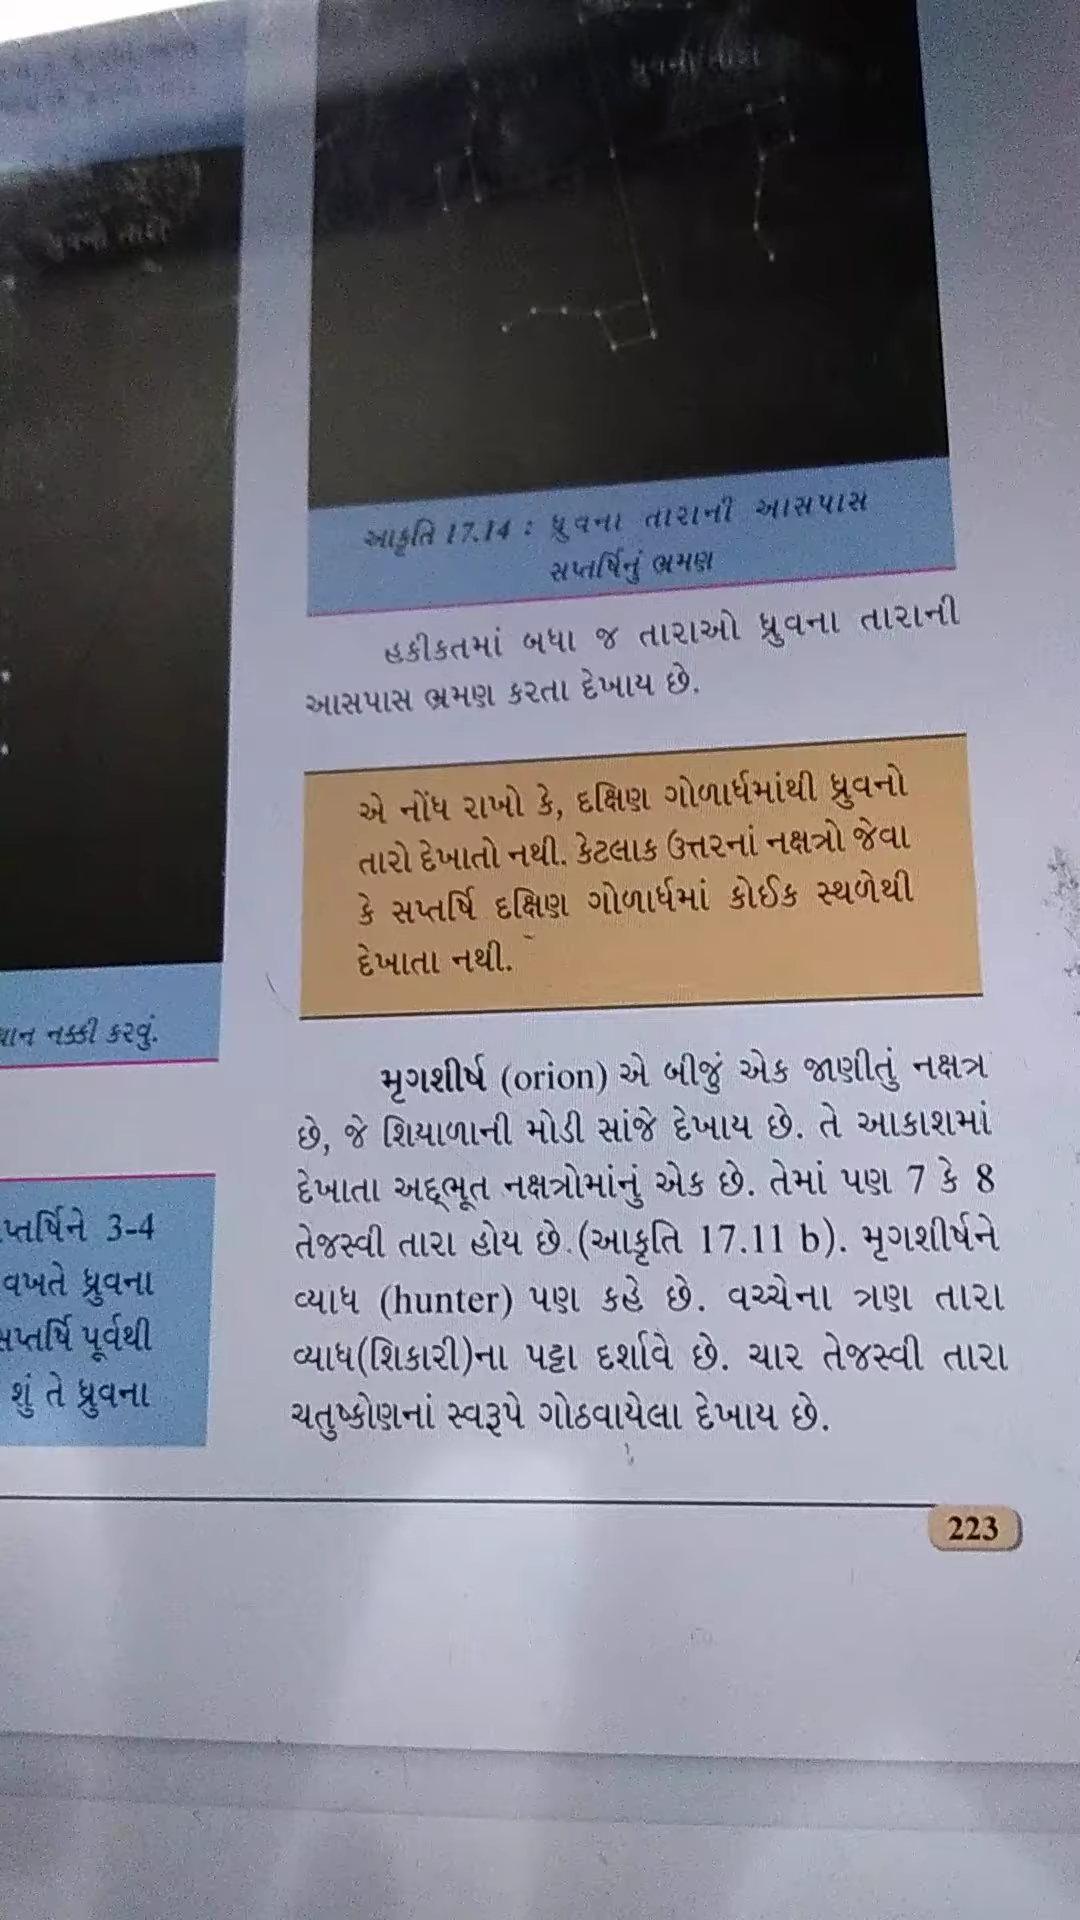 ધ્રુવનો તારો
ન નક્કી કરવું.
પ્તર્ષિને 3-4
વખતે ધ્રુવના
સપ્તર્ષિ પૂર્વથી
શું તે ધ્રુવના
ધ્રુવનો તારો
આકૃતિ 17.14 : ધ્રુવના તારાની આસપાસ
સપ્તર્ષિનું ભ્રમણ
હકીકતમાં બધા જ તારાઓ ધ્રુવના તારાની
આસપાસ ભ્રમણ કરતા દેખાય છે.
એ નોંધ રાખો કે, દક્ષિણ ગોળાર્ધમાંથી ધ્રુવનો
તારો દેખાતો નથી. કેટલાક ઉત્તરનાં નક્ષત્રો જેવા
કે સપ્તર્ષિ દક્ષિણ ગોળાર્ધમાં કોઈક સ્થળેથી
દેખાતા નથી.
મૃગશીર્ષ (orion) એ બીજું એક જાણીતું નક્ષત્ર
છે, જે શિયાળાની મોડી સાંજે દેખાય છે. તે આકાશમાં
દેખાતા અદ્ભૂત નક્ષત્રોમાંનું એક છે. તેમાં પણ 7 કે 8
તેજસ્વી તારા હોય છે.(આકૃતિ 17.11 b). મૃગશીર્ષને
વ્યાધ (hunter) પણ કહે છે. વચ્ચેના ત્રણ તારા
વ્યાધ(શિકારી)ના પટ્ટા દર્શાવે છે. ચાર તેજસ્વી તારા
ચતુષ્કોણનાં સ્વરૂપે ગોઠવાયેલા દેખાય છે.
223